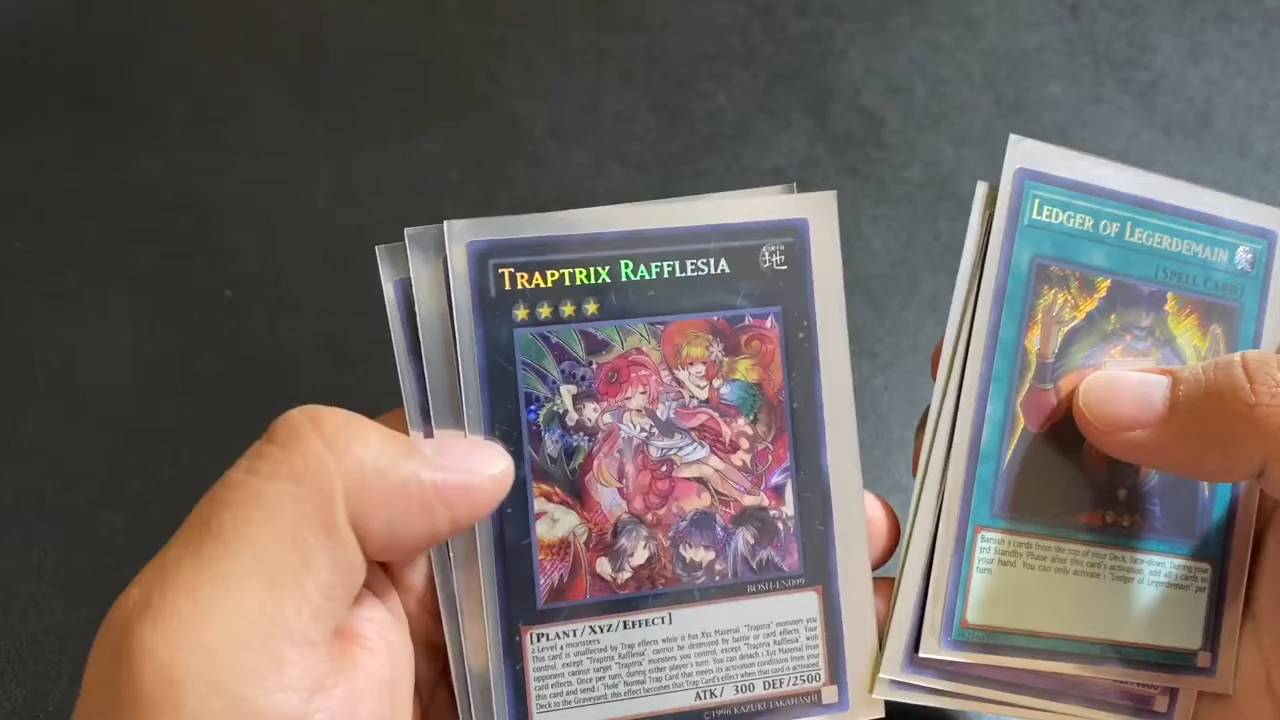 TRAPTRIX RAFFLESIA
EARTH
地
BOSH-EN099
[PLANT/XYZ/EFFECT]
2 Level 4 monsters
This card is unaffected by Trap effects while it has Xyz Material. "Traptrix" monsters you
control, except "Traptrix Rafflesia", cannot be destroyed by battle or card effects. Your
opponent cannot target "Traptrix" monsters you control, except "Traptrix Rafflesia", with
card effects. Once per turn, during either player's turn: You can detach 1 Xyz Material from
this card and send 1 "Hole" Normal Trap Card that meets its activation conditions from your
Deck to the Graveyard; this effect becomes that Trap Card's effect when that card is activated.
ATK/ 300 DEF/2500
©1996 KAZUKI TAKAHASHI
LEDGER OF LEGERDEMAIN
[SPELL CARD]
Banish 3 cards from the top of your Deck, face-down. During your
3rd Standby Phase after this card's activation, add all 3 cards to
your hand. You can only activate 1 "Ledger of Legerdemain" per
turn.